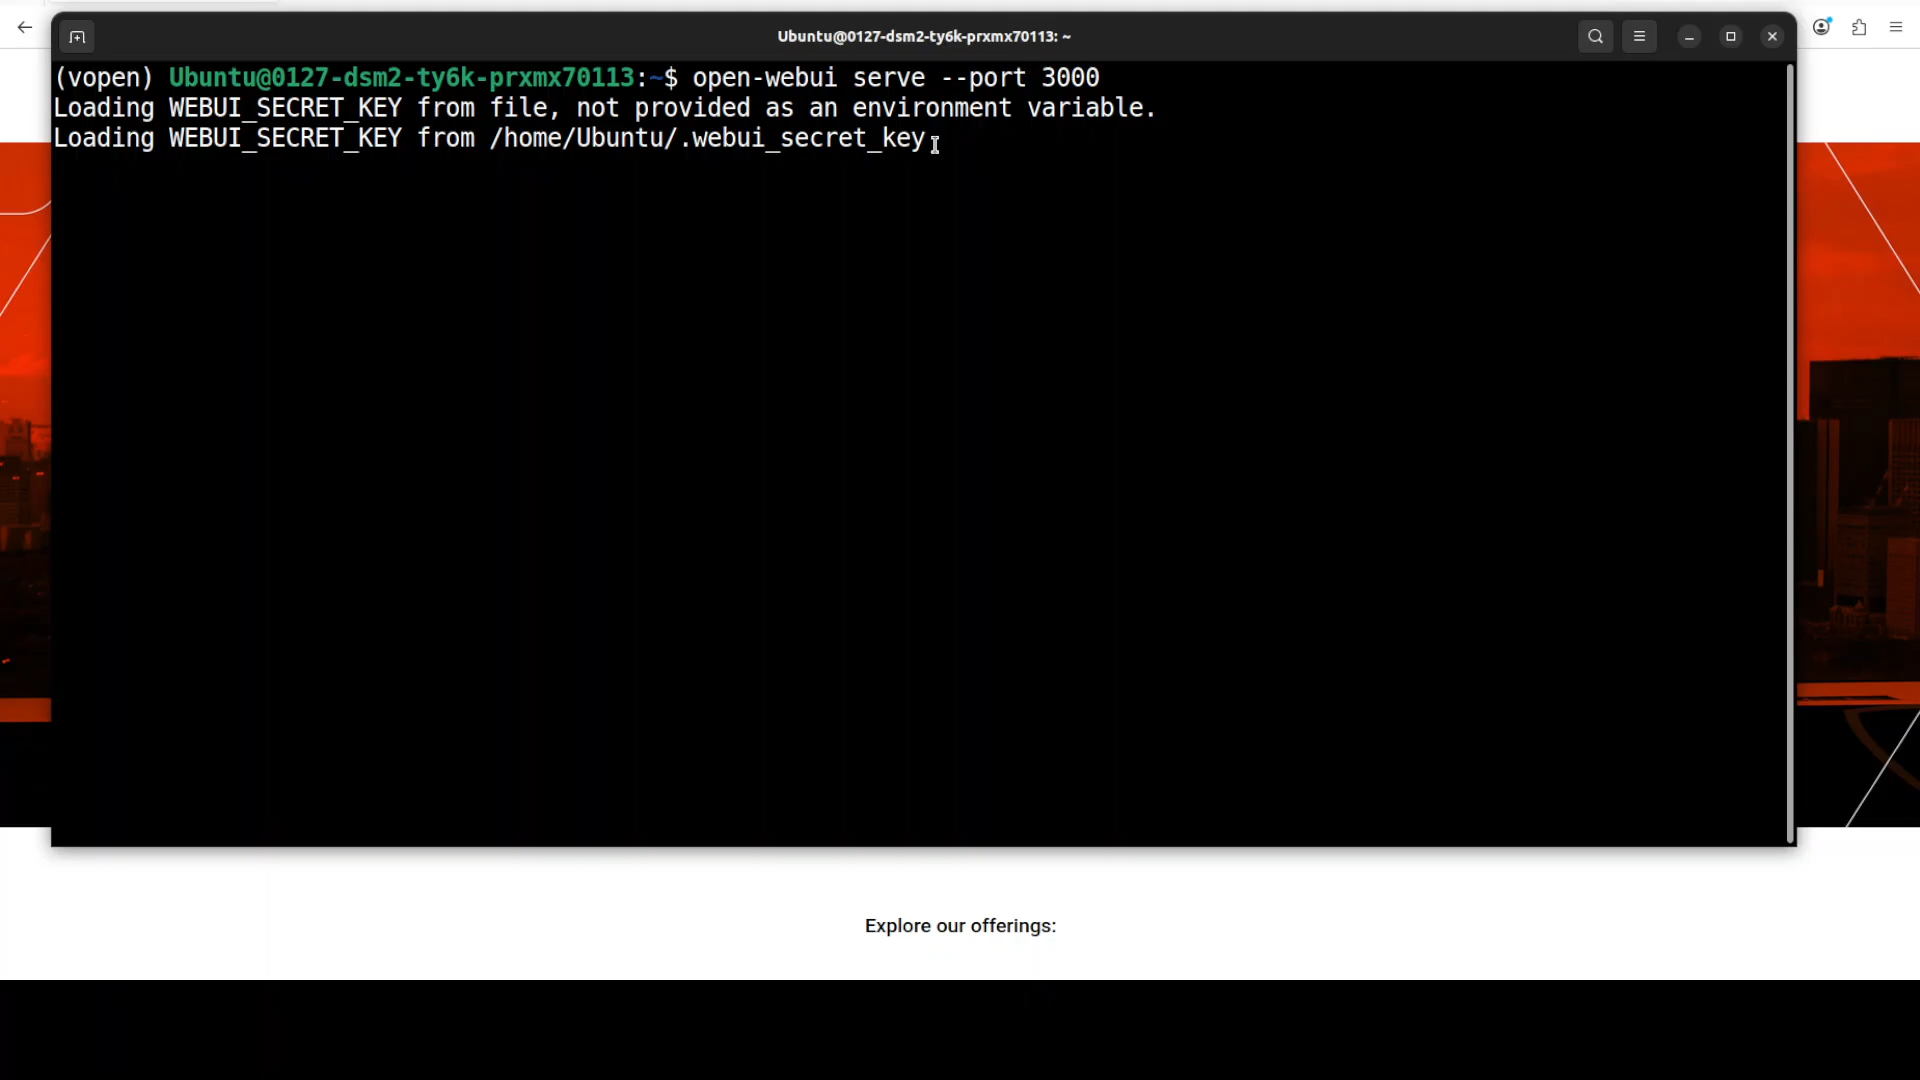 Ubuntu@0127-dsm2-ty6k-prxmx70113: ~
(vopen) Ubuntu@0127-dsm2-ty6k-prxmx70113:~$ open-webui serve --port 3000
Loading WEBUI_SECRET_KEY from file, not provided as an environment variable.
Loading WEBUI_SECRET_KEY from /home/Ubuntu/.webui_secret_key
Explore our offerings: